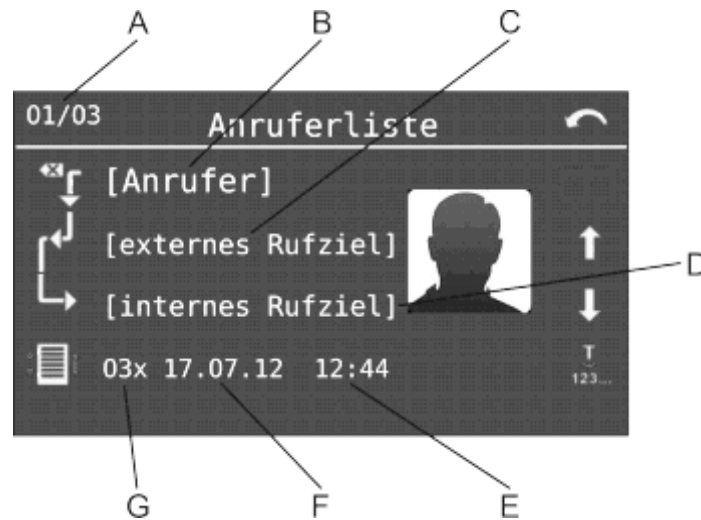 A B C
01/03 Anruferliste
[Anrufer]
[externes Rufziel]
D
[internes Rufziel]
03x 17.07.12 12:44
T
123...
G F E